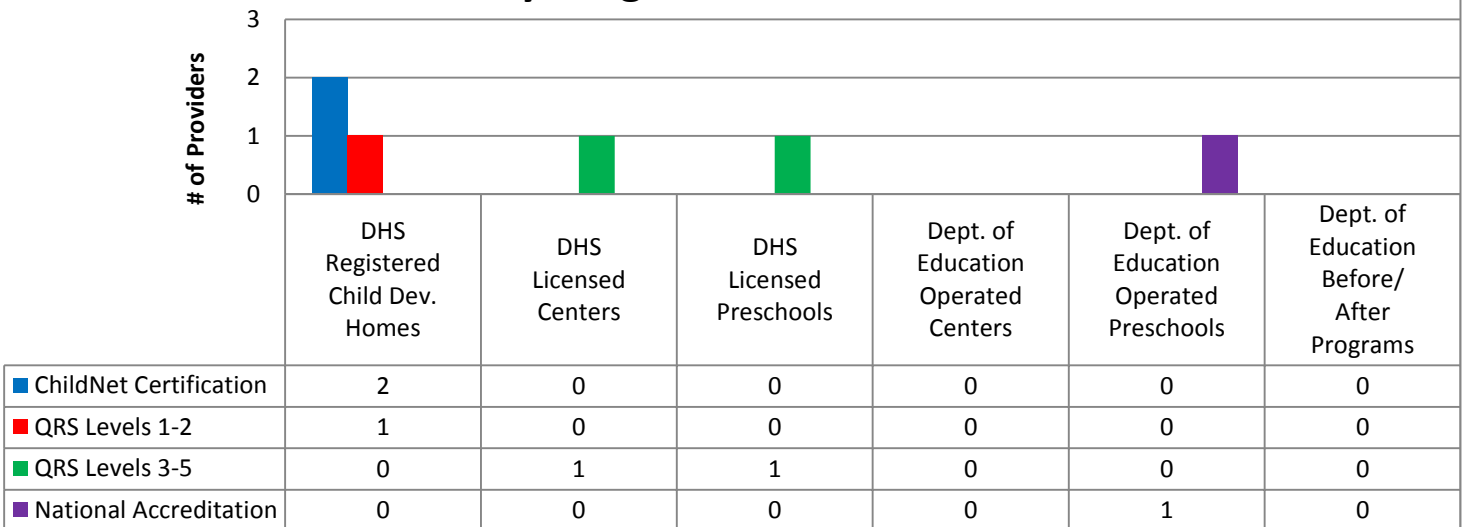 3
2
1
0
# of Providers
DHS
Registered
Child Dev.
Homes
DHS
Licensed
Centers
DHS
Licensed
Preschools
Dept. of
Education
Operated
Centers
Dept. of
Education
Operated
Preschools
Dept. of
Education
Before/
After
Programs
ChildNet Certification 2 0 0 0 0 0
QRS Levels 1-2 1 0 0 0 0 0
QRS Levels 3-5 0 1 1 0 0 0
National Accreditation 0 0 0 0 1 0